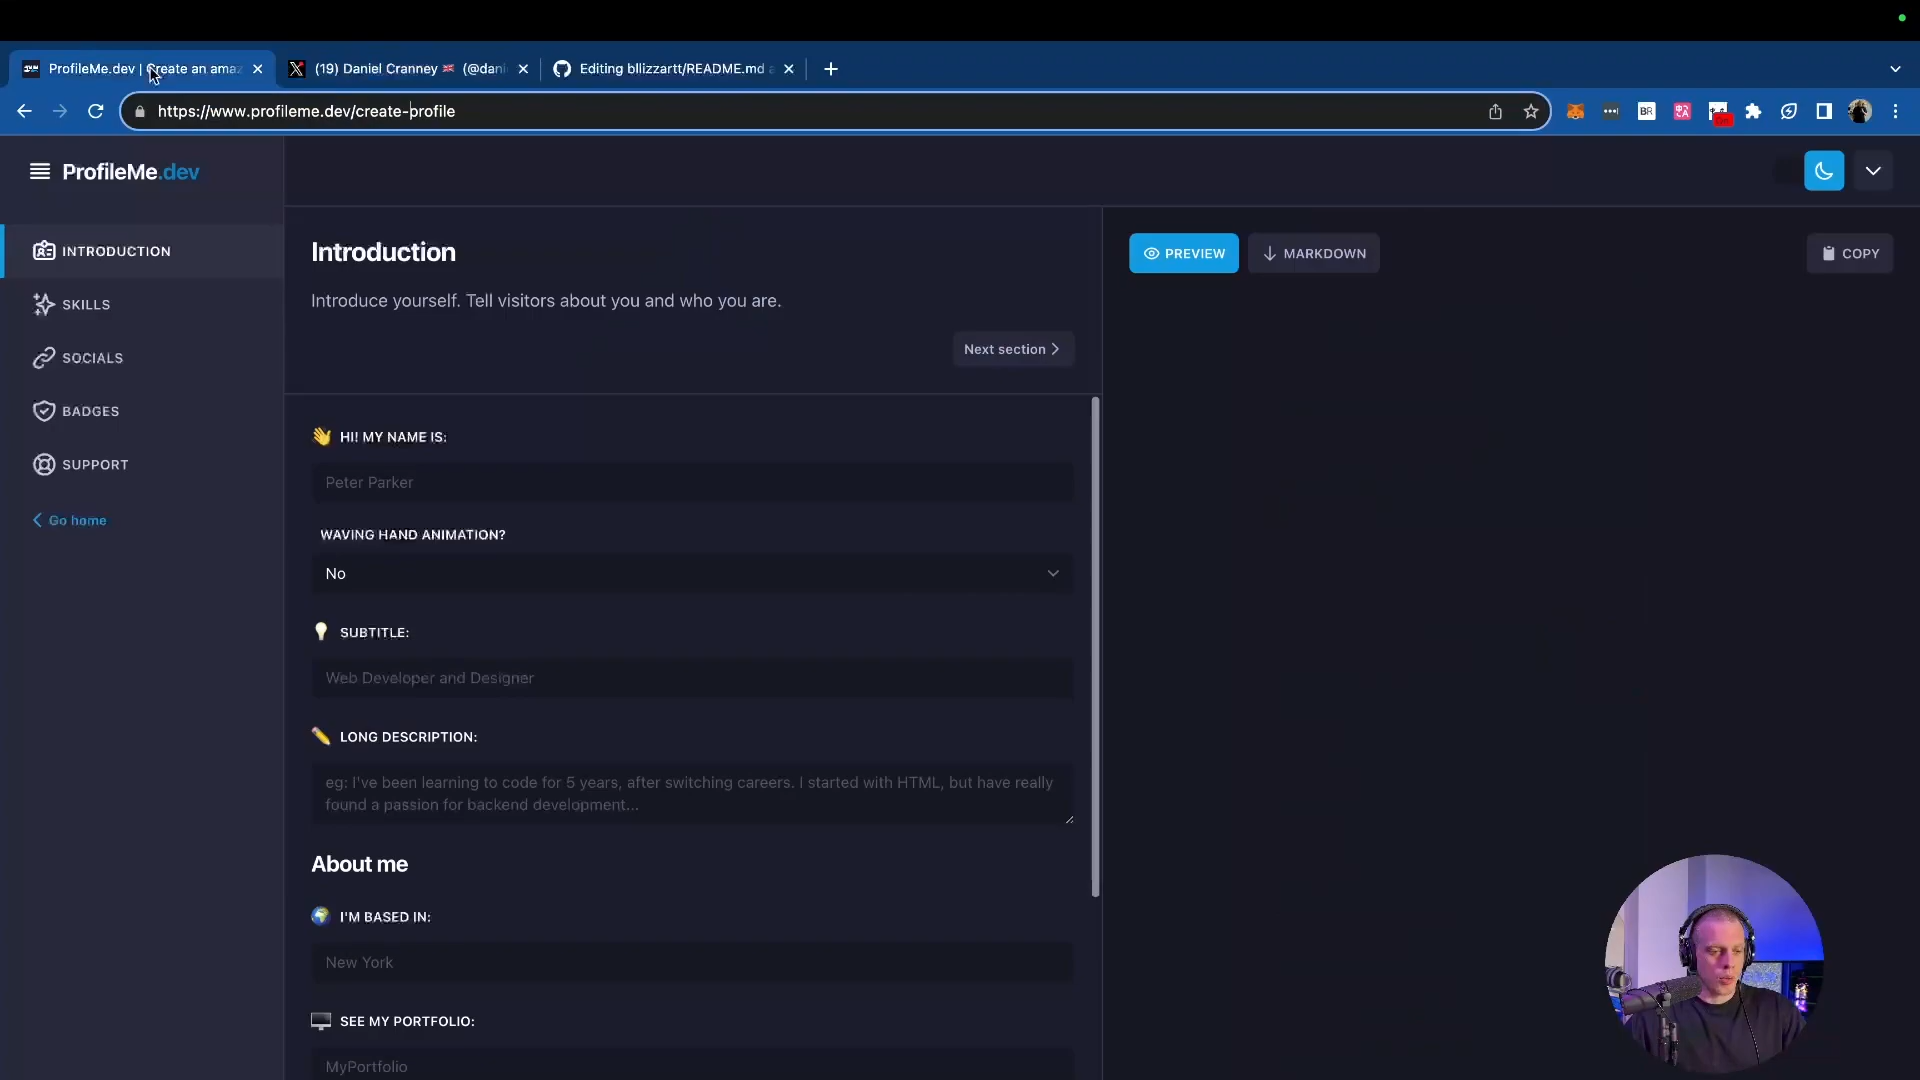 ProfileMe.dev | Create an amaz
(19) Daniel Cranney 🇬🇧 (@dani
Editing bllizzartt/README.md a
https://www.profileme.dev/create-profile
BR
ProfileMe.dev
INTRODUCTION
SKILLS
SOCIALS
BADGES
SUPPORT
Go home
Introduction
Introduce yourself. Tell visitors about you and who you are.
Next section
👋 HI! MY NAME IS:
Peter Parker
WAVING HAND ANIMATION?
No
💡 SUBTITLE:
Web Developer and Designer
✏️ LONG DESCRIPTION:
eg: I've been learning to code for 5 years, after switching careers. I started with HTML, but have really
found a passion for backend development...
About me
🌍 I'M BASED IN:
New York
🖥️ SEE MY PORTFOLIO:
MyPortfolio
PREVIEW
MARKDOWN
COPY